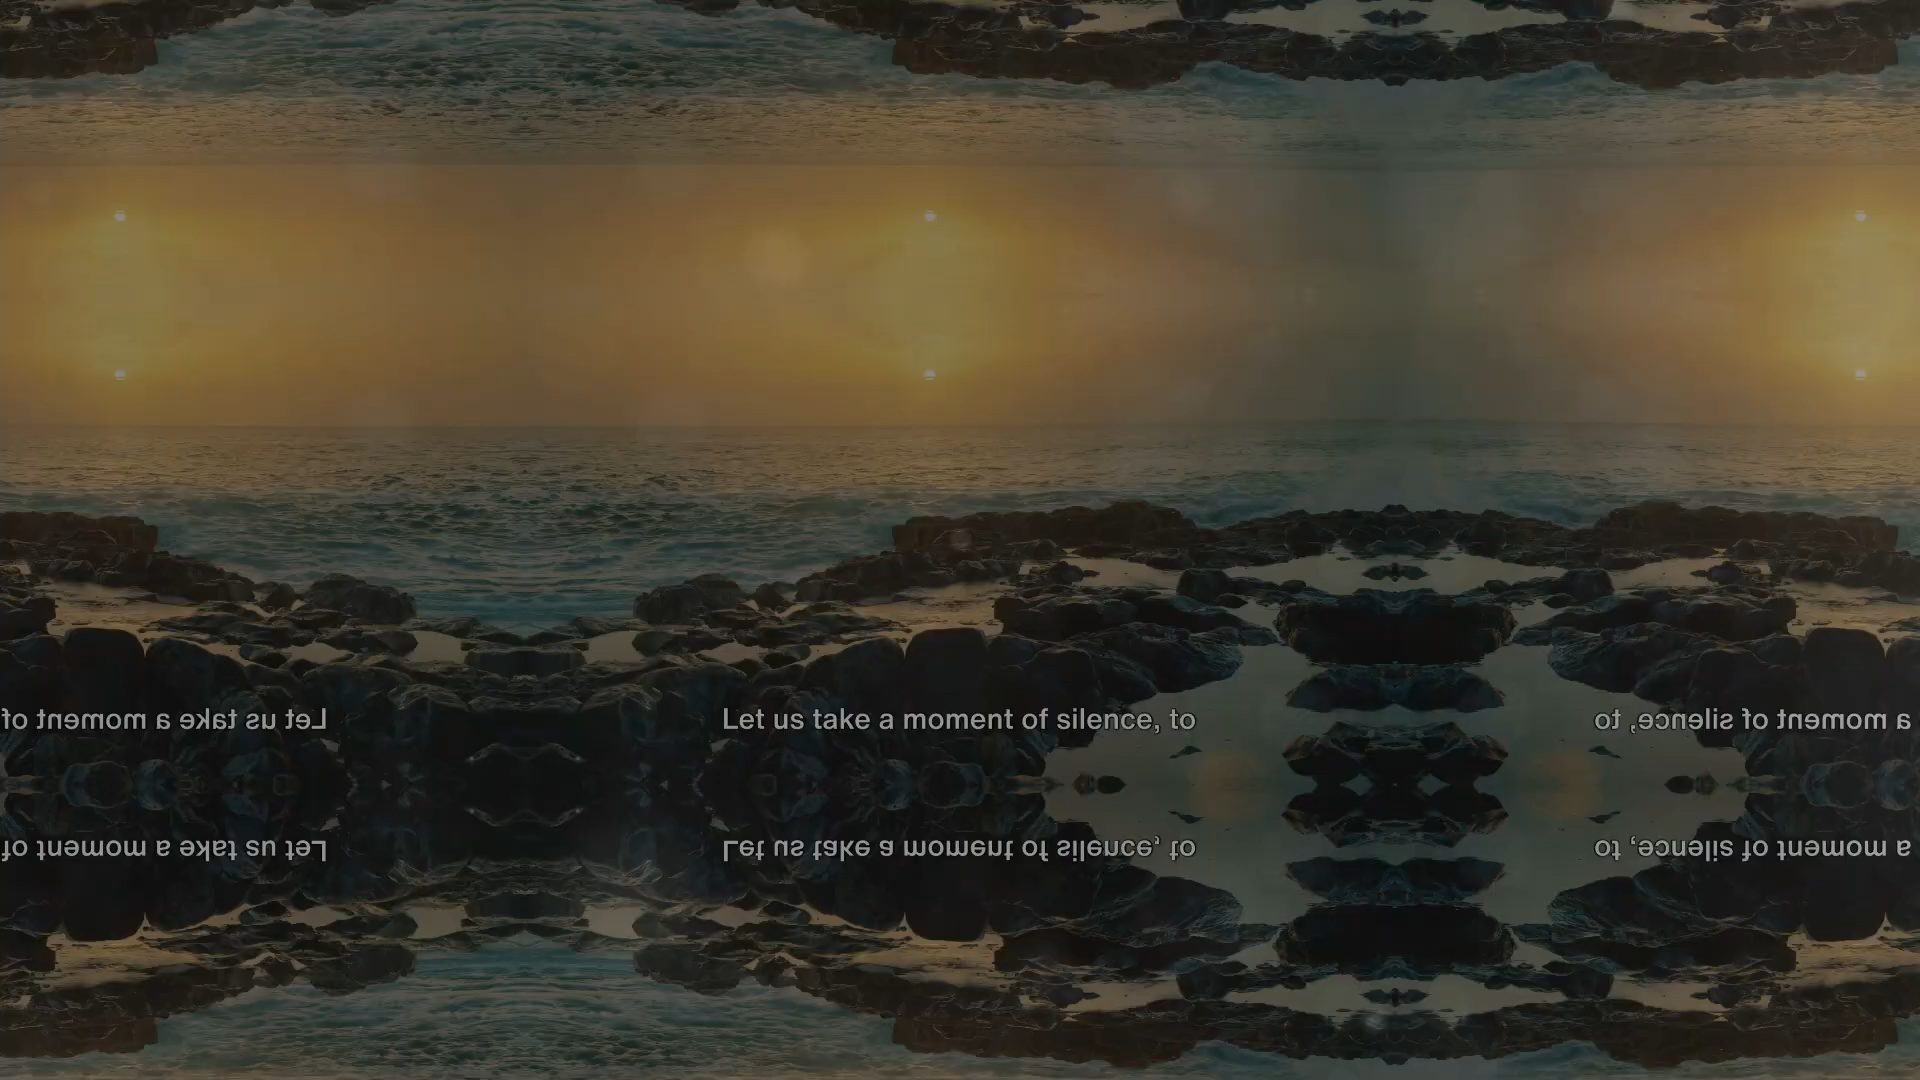 Let us take a moment of
Let us take a moment of silence, to
a moment of silence, to
Let us take a moment of
Let us take a moment of silence, to
a moment of silence, to